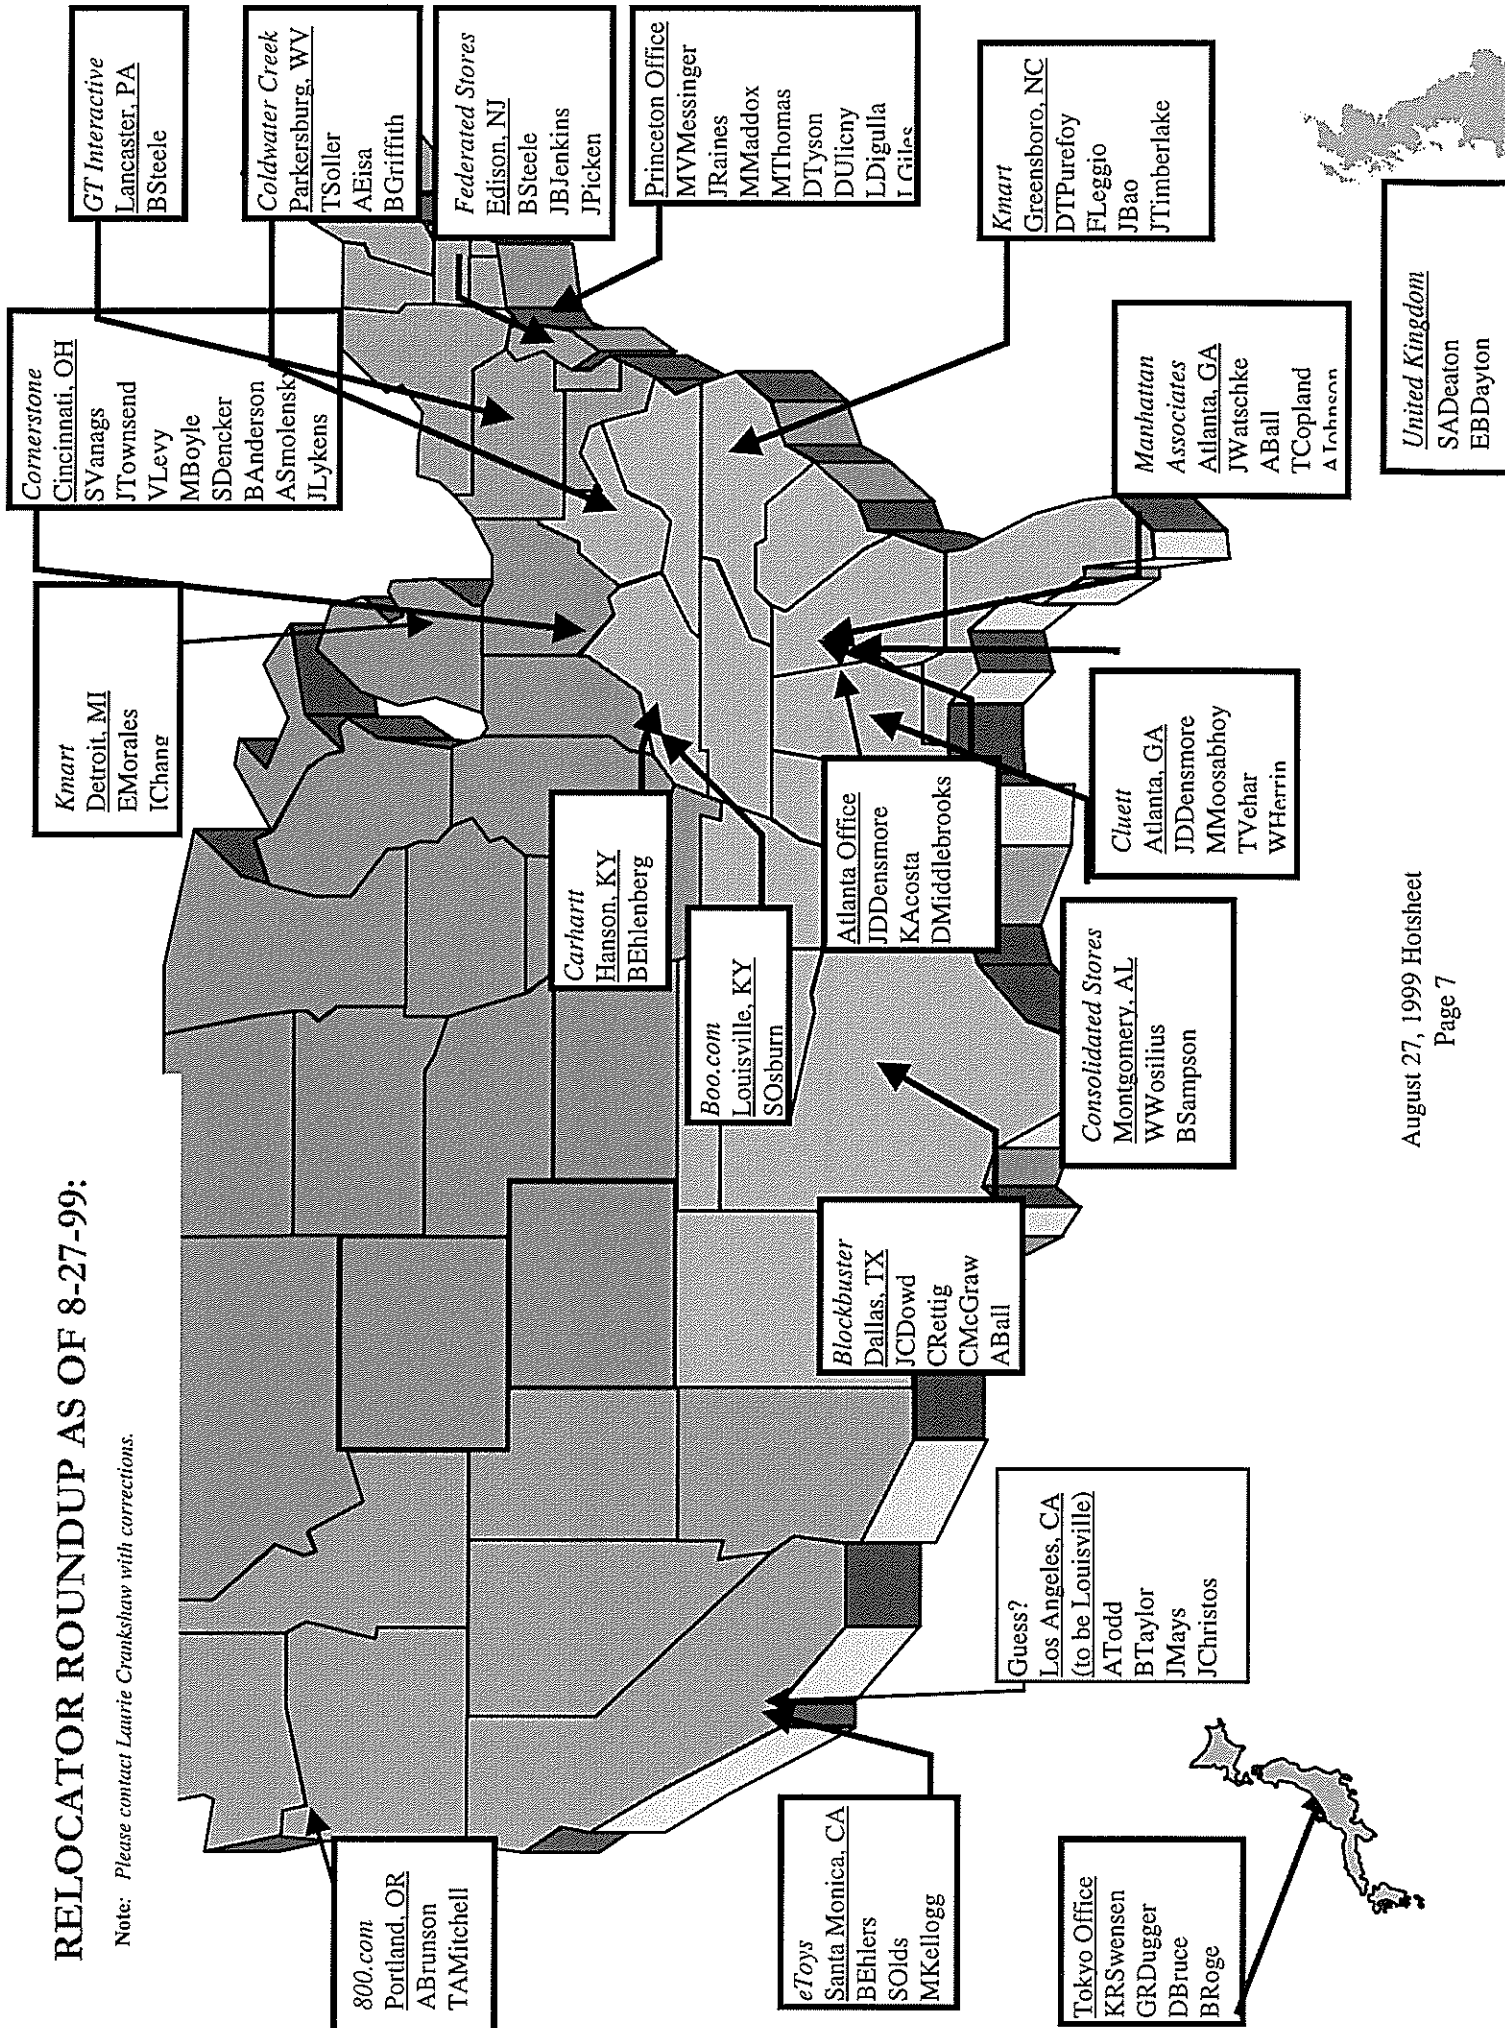 RELOCATOR ROUNDUP AS OF 8-27-99:
Note: Please contact Laurie Crankshaw with corrections.
800.com
Portland, OR
ABrunson
TAMitchell
eToys
Santa Monica, CA
BEhlers
SOlds
MKellogg
Tokyo Office
KRSwensen
GRDugger
DBruce
BRoge
Guess?
Los Angeles, CA
(to be Louisville)
ATodd
BTaylor
JMays
JChristos
Blockbuster
Dallas, TX
JCDowd
CRettig
CMcGraw
ABall
Boo.com
Louisville, KY
SOsburn
Carhartt
Hanson, KY
BEhlenberg
Atlanta Office
JDDensmore
KAcosta
DMiddlebrooks
Consolidated Stores
Montgomery, AL
WWosilius
BSampson
Cluett
Atlanta, GA
JDDensmore
MMoosabhoy
TVehar
WHerrin
Kmart
Detroit, MI
EMorales
IChang
Cornerstone
Cincinnati, OH
SVanags
JTownsend
VLevy
MBoyle
SDencker
BAnderson
ASmolensky
JLykens
GT Interactive
Lancaster, PA
BSteele
Coldwater Creek
Parkersburg, WV
TSoller
AEisa
BGriffith
Federated Stores
Edison, NJ
BSteele
JBJenkins
JPicken
Princeton Office
MVMessinger
JRaines
MMaddox
MThomas
DTyson
DUlicny
LDigulla
LGiles
Kmart
Greensboro, NC
DTPurefoy
FLeggio
JBao
JTimberlake
Manhattan
Associates
Atlanta, GA
JWatschke
ABall
TCopland
AJohnson
United Kingdom
SADeaton
EBDayton
August 27, 1999 Hotsheet
Page 7